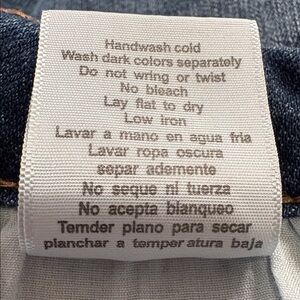 Handwash cold
Wash dark colors separately
Do not wring or twist
No bleach
Lay flat to dry
Low iron
Lavar a mano en agua fria
Lavar ropa oscura
separ ademente
No seque ni tuerza
No acepta blanqueo
Temder plano para secar
planchar a temper atura baja